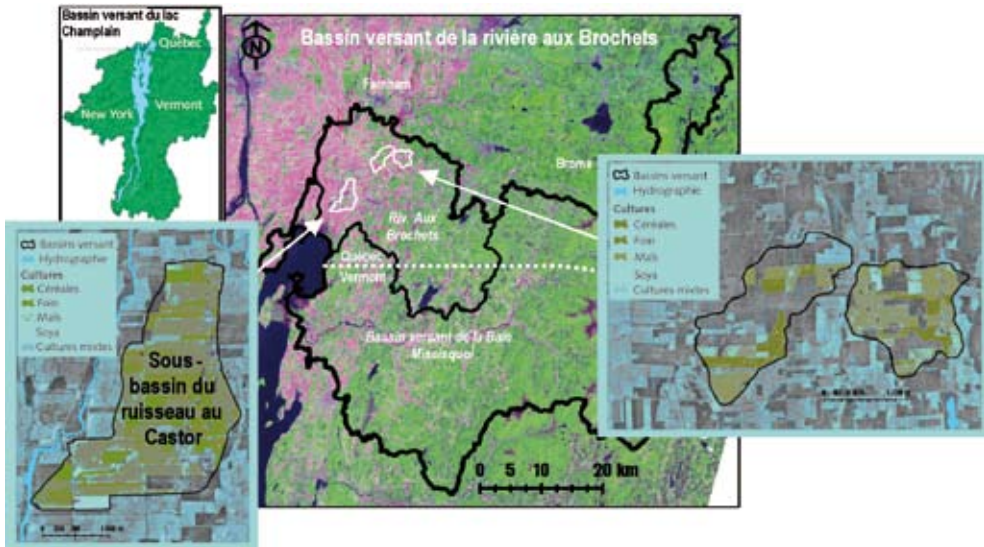 Bassin versant du lac
Champlain
Québec
New York
Vermont
Bassin versant de la rivière aux Brochets
N
Farnham
Brome
Riv. Aux
Brochets
Québec
Vermont
Bassin versant de la Baie
Missisquoi
0 5 10 20 km
Bassins versant
Hydrographie
Cultures
Céréales
Foin
Maïs
Soya
Cultures mixtes
Sous -
bassin du
ruisseau au
Castor
Bassins versant
Hydrographie
Cultures
Céréales
Foin
Maïs
Soya
Cultures mixtes